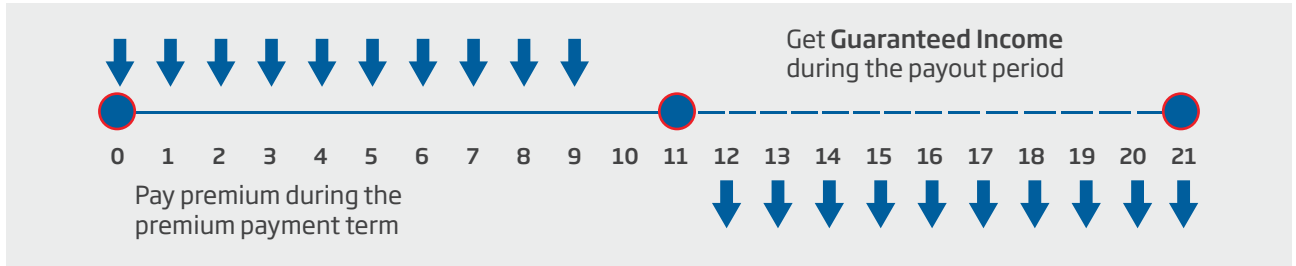 Get Guaranteed Income
during the payout period
0 1 2 3 4 5 6 7 8 9 10 11 12 13 14 15 16 17 18 19 20 21
Pay premium during the
premium payment term